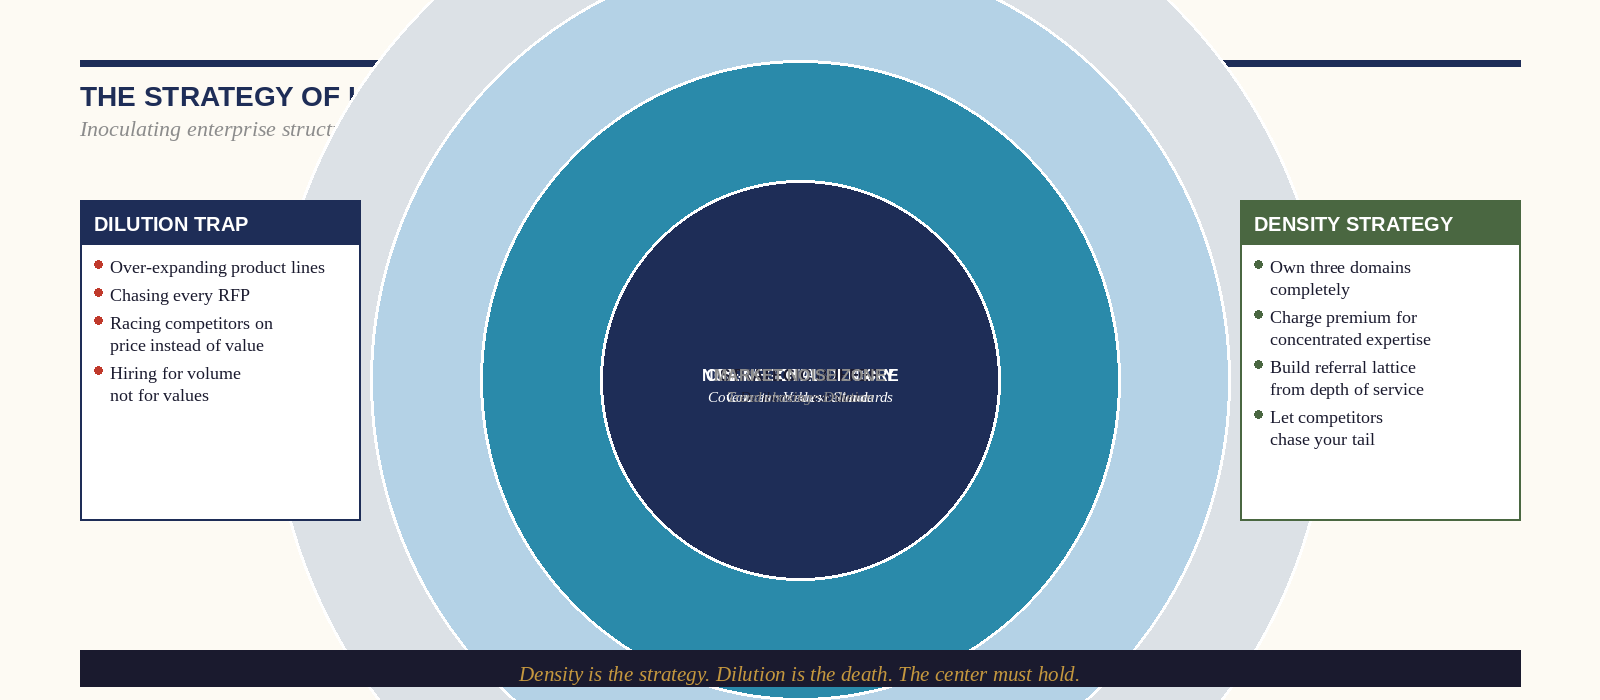 THE STRATEGY OF
Inoculating enterprise
DILUTION TRAP
Over-expanding product lines
Chasing every RFP
Racing competitors on
price instead of value
Hiring for volume
not for values
DENSITY STRATEGY
Own three domains
completely
Charge premium for
concentrated expertise
Build referral lattice
from depth of service
Let competitors
chase your tail
Density is the strategy. Dilution is the death. The center must hold.